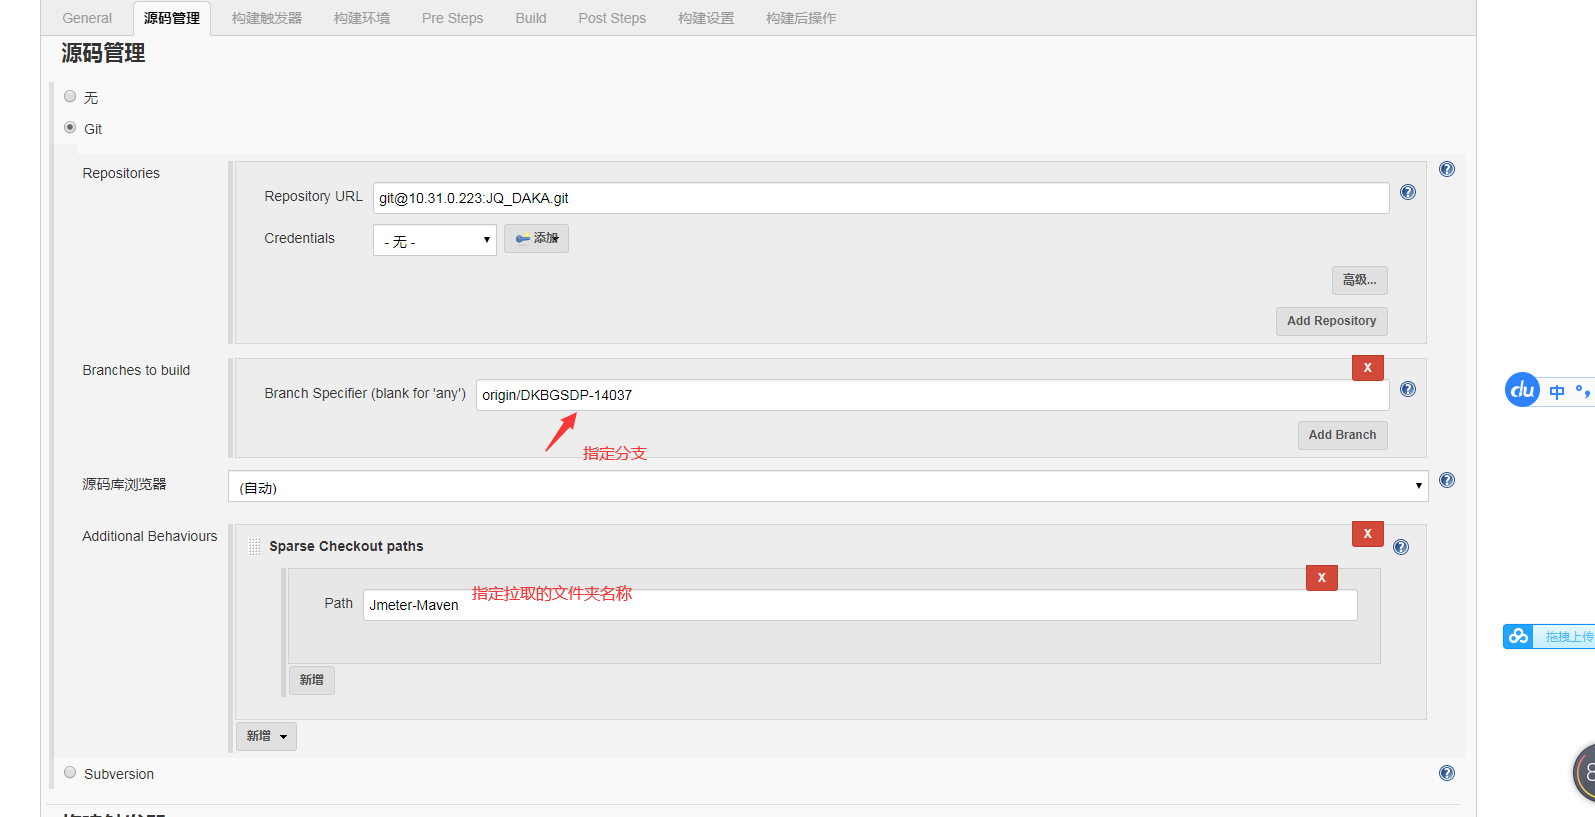 General 源码管理 构建触发器 构建环境 Pre Steps Build Post Steps 构建设置 构建后操作
源码管理
无
Git
Repositories
Repository URL git@10.31.0.223:JQ_DAKA.git
Credentials - 无 - 添加
高级...
Add Repository
Branches to build
X
Branch Specifier (blank for 'any') origin/DKBGSDP-14037
Add Branch
指定分支
源码库浏览器 (自动)
Additional Behaviours
Sparse Checkout paths X
X
指定拉取的文件夹名称
Path Jmeter-Maven
新增
新增
Subversion
du 中 °,
拖拽上传
8